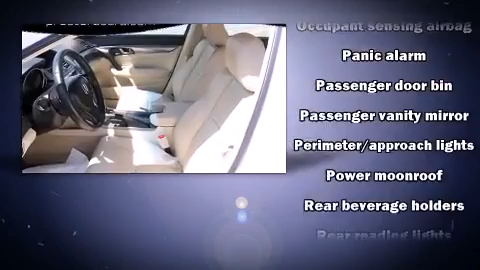 Occupant sensing airbag
Panic alarm
Passenger door bin
Passenger vanity mirror
Perimeter/approach lights
Power moonroof
Rear beverage holders
Rear reading lights